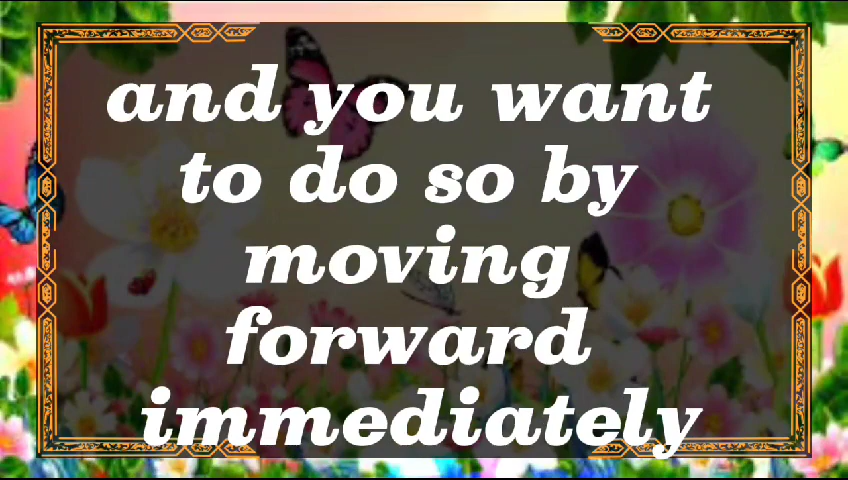 and you want
to do so by
moving
forward
immediately